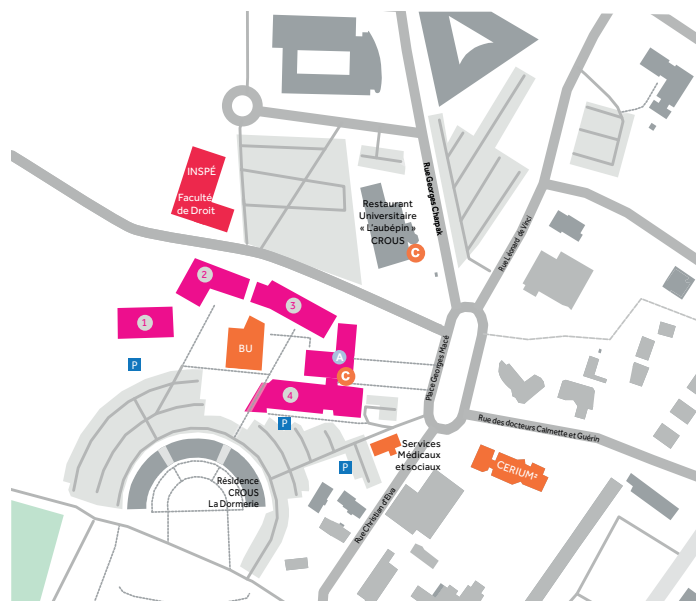 INSPÉ
Faculté
de Droit
Restaurant
Universitaire
« L'aubépin »
CROUS
C
Rue Georges Charpak
Rue Léonard de Vinci
2
3
1
BU
A
C
4
P
P
P
Place Georges Macé
Rue des docteurs Calmette et Guérin
Services
Médicaux
et sociaux
CERIUM²
Résidence
CROUS
La Dormerie
Rue Christian d'Elva